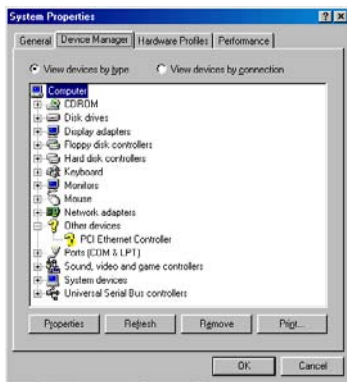 System Properties
General Device Manager Hardware Profiles Performance
View devices by type View devices by connection
Computer
CDROM
Disk drives
Display adapters
Floppy disk controllers
Hard disk controllers
Keyboard
Monitors
Mouse
Network adapters
Other devices
PCI Ethernet Controller
Ports (COM & LPT)
Sound, video and game controllers
System devices
Universal Serial Bus controllers
Properties Refresh Remove Print...
OK Cancel